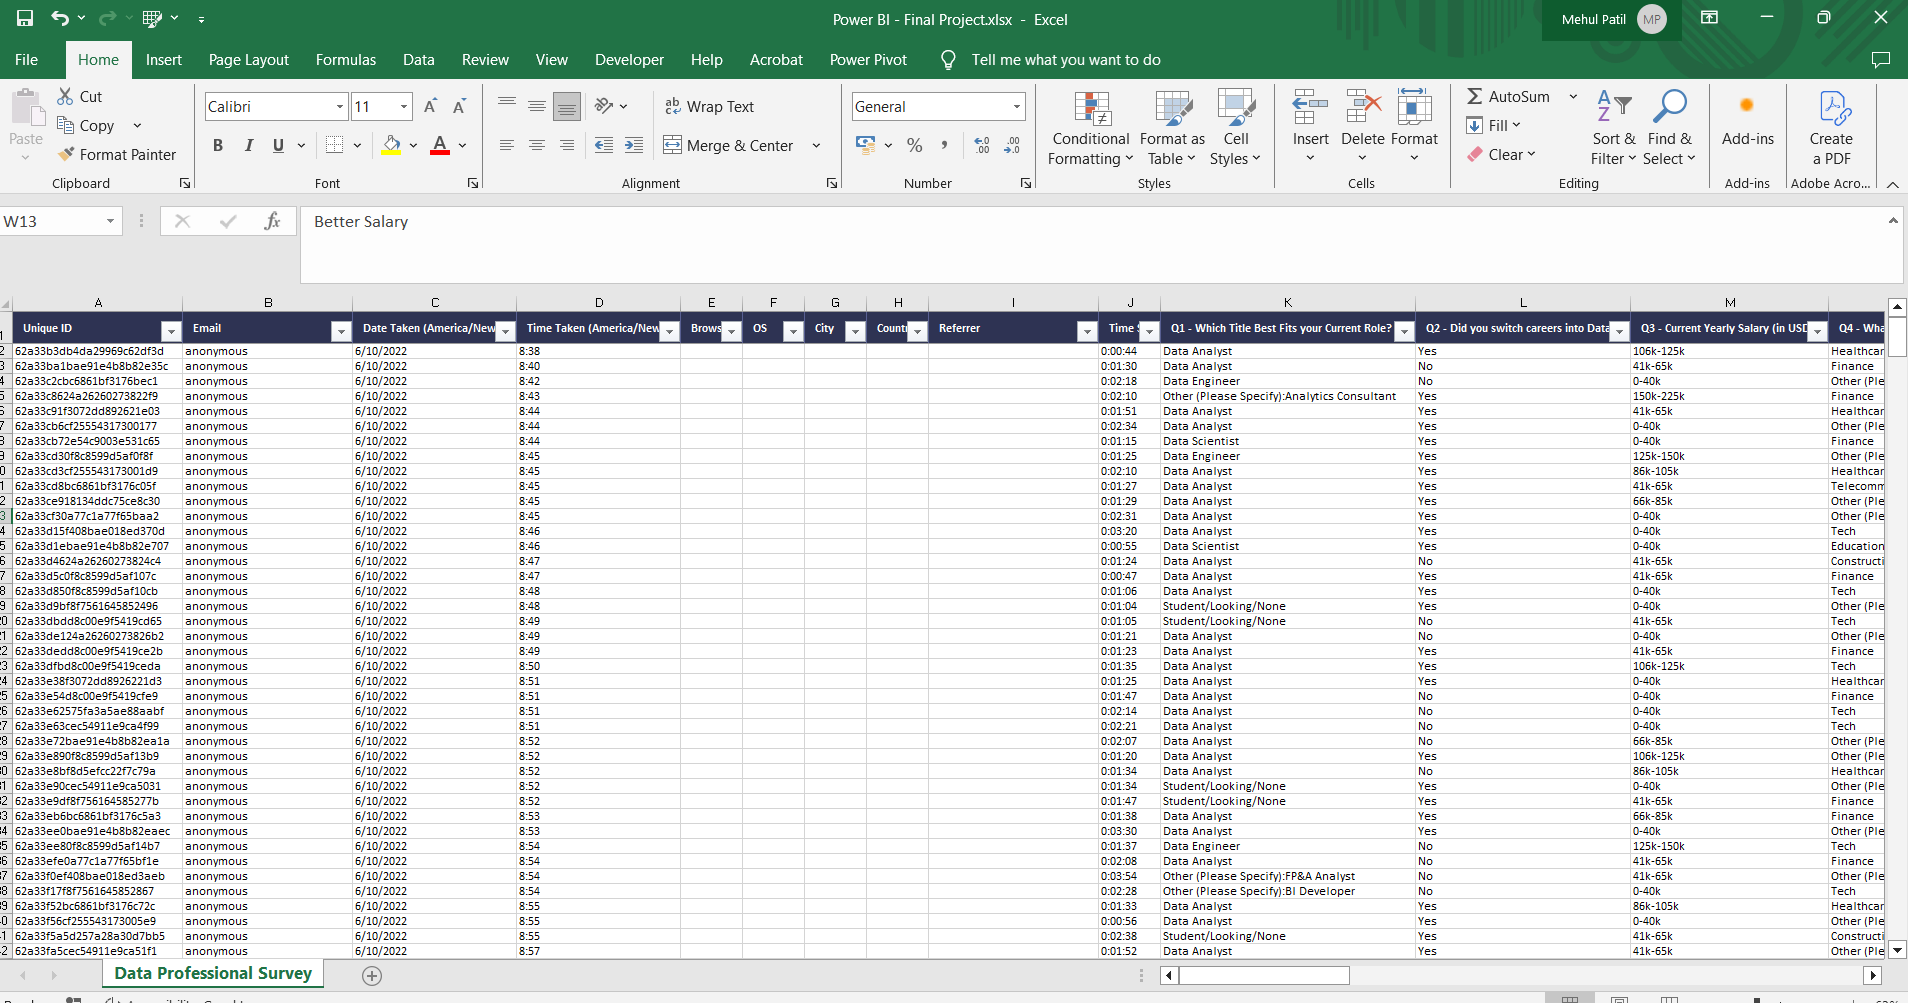 Power BI - Final Project.xlsx - Excel
Mehul Patil MP
File Home Insert Page Layout Formulas Data Review View Developer Help Acrobat Power Pivot Tell me what you want to do
Paste
Cut
Copy
Format Painter
Clipboard
Calibri 11
B I U
Font
Wrap Text
Merge & Center
Alignment
General
Number
Conditional Formatting
Format as Table
Cell Styles
Styles
Insert Delete Format
Cells
AutoSum
Fill
Clear
Sort & Filter
Find & Select
Editing
Add-ins
Add-ins
Create a PDF
Adobe Acro...
W13 fx Better Salary
A B C D E F G H I J K L M
1 Unique ID Email Date Taken (America/New Time Taken (America/New Brows OS City Count Referrer Time Q1 - Which Title Best Fits your Current Role? Q2 - Did you switch careers into Data Q3 - Current Yearly Salary (in USD Q4 - Wha
62a33b3db4da29969c62df3d anonymous 6/10/2022 8:38 0:00:44 Data Analyst Yes 106k-125k Healthcar
62a33ba1bae91e4b8b82e35c anonymous 6/10/2022 8:40 0:01:30 Data Analyst No 41k-65k Finance
62a33c2cbc6861bf3176bec1 anonymous 6/10/2022 8:42 0:02:18 Data Engineer No 0-40k Other (Ple
62a33c8624a26260273822f9 anonymous 6/10/2022 8:43 0:02:10 Other (Please Specify):Analytics Consultant Yes 150k-225k Finance
62a33c91f3072dd892621e03 anonymous 6/10/2022 8:44 0:01:51 Data Analyst Yes 41k-65k Healthcar
62a33cb6cf25554317300177 anonymous 6/10/2022 8:44 0:02:34 Data Analyst Yes 0-40k Other (Ple
62a33cb72e54c9003e531c65 anonymous 6/10/2022 8:44 0:01:15 Data Scientist Yes 0-40k Finance
62a33cd30f8c8599d5af0f8f anonymous 6/10/2022 8:45 0:01:25 Data Engineer Yes 125k-150k Other (Ple
62a33cd3cf255543173001d9 anonymous 6/10/2022 8:45 0:02:10 Data Analyst Yes 86k-105k Healthcar
62a33cd8bc6861bf3176c05f anonymous 6/10/2022 8:45 0:01:27 Data Analyst Yes 41k-65k Telecomm
62a33ce918134ddc75ce8c30 anonymous 6/10/2022 8:45 0:01:29 Data Analyst Yes 66k-85k Other (Ple
62a33cf30a77c1a77f65baa2 anonymous 6/10/2022 8:45 0:02:31 Data Analyst Yes 0-40k Other (Ple
62a33d15f408bae018ed370d anonymous 6/10/2022 8:46 0:03:20 Data Analyst Yes 0-40k Tech
62a33d1ebae91e4b8b82e707 anonymous 6/10/2022 8:46 0:00:55 Data Scientist Yes 0-40k Education
62a33d4624a26260273824c4 anonymous 6/10/2022 8:47 0:01:24 Data Analyst No 41k-65k Constructi
62a33d5c0f8c8599d5af107c anonymous 6/10/2022 8:47 0:00:47 Data Analyst Yes 41k-65k Finance
62a33d850f8c8599d5af10cb anonymous 6/10/2022 8:48 0:01:06 Data Analyst Yes 0-40k Tech
62a33d9bf8f7561645852496 anonymous 6/10/2022 8:48 0:01:04 Student/Looking/None Yes 0-40k Other (Ple
62a33dbdd8c00e9f5419cd65 anonymous 6/10/2022 8:49 0:01:05 Student/Looking/None No 41k-65k Tech
62a33de124a26260273826b2 anonymous 6/10/2022 8:49 0:01:21 Data Analyst No 0-40k Other (Ple
62a33dedd8c00e9f5419ce2b anonymous 6/10/2022 8:49 0:01:23 Data Analyst Yes 41k-65k Finance
62a33dfbd8c00e9f5419ceda anonymous 6/10/2022 8:50 0:01:35 Data Analyst Yes 106k-125k Tech
62a33e38f3072dd8926221d3 anonymous 6/10/2022 8:51 0:01:25 Data Analyst Yes 0-40k Healthcar
62a33e54d8c00e9f5419cfe9 anonymous 6/10/2022 8:51 0:01:47 Data Analyst No 0-40k Finance
62a33e62575fa3a5ae88aabf anonymous 6/10/2022 8:51 0:02:14 Data Analyst No 0-40k Tech
62a33e63cec54911e9ca4f99 anonymous 6/10/2022 8:51 0:02:21 Data Analyst No 0-40k Tech
62a33e72bae91e4b8b82ea1a anonymous 6/10/2022 8:52 0:02:07 Data Analyst No 66k-85k Other (Ple
62a33e890f8c8599d5af13b9 anonymous 6/10/2022 8:52 0:01:20 Data Analyst Yes 106k-125k Other (Ple
62a33e8bf8d5efcc22f7c79a anonymous 6/10/2022 8:52 0:01:34 Data Analyst No 86k-105k Healthcar
62a33e90cec54911e9ca5031 anonymous 6/10/2022 8:52 0:01:34 Student/Looking/None Yes 0-40k Other (Ple
62a33e9df8f756164585277b anonymous 6/10/2022 8:52 0:01:47 Student/Looking/None Yes 41k-65k Finance
62a33eb6bc6861bf3176c5a3 anonymous 6/10/2022 8:53 0:01:38 Data Analyst Yes 66k-85k Finance
62a33ee0bae91e4b8b82eaec anonymous 6/10/2022 8:53 0:03:30 Data Analyst Yes 0-40k Other (Ple
62a33ee80f8c8599d5af14b7 anonymous 6/10/2022 8:54 0:01:37 Data Engineer No 125k-150k Tech
62a33efe0a77c1a77f65bf1e anonymous 6/10/2022 8:54 0:02:08 Data Analyst No 41k-65k Finance
62a33f0ef408bae018ed3aeb anonymous 6/10/2022 8:54 0:03:54 Other (Please Specify):FP&A Analyst No 41k-65k Other (Ple
62a33f17f8f7561645852867 anonymous 6/10/2022 8:54 0:02:28 Other (Please Specify):BI Developer No 0-40k Tech
62a33f52bc6861bf3176c72c anonymous 6/10/2022 8:55 0:01:33 Data Analyst Yes 86k-105k Healthcar
62a33f56cf255543173005e9 anonymous 6/10/2022 8:55 0:00:56 Data Analyst Yes 0-40k Other (Ple
62a33f5a5d257a28a30d7bb5 anonymous 6/10/2022 8:55 0:02:38 Student/Looking/None Yes 41k-65k Constructi
62a33fa5cec54911e9ca51f1 anonymous 6/10/2022 8:57 0:01:52 Data Analyst Yes 41k-65k Other (Ple
Data Professional Survey